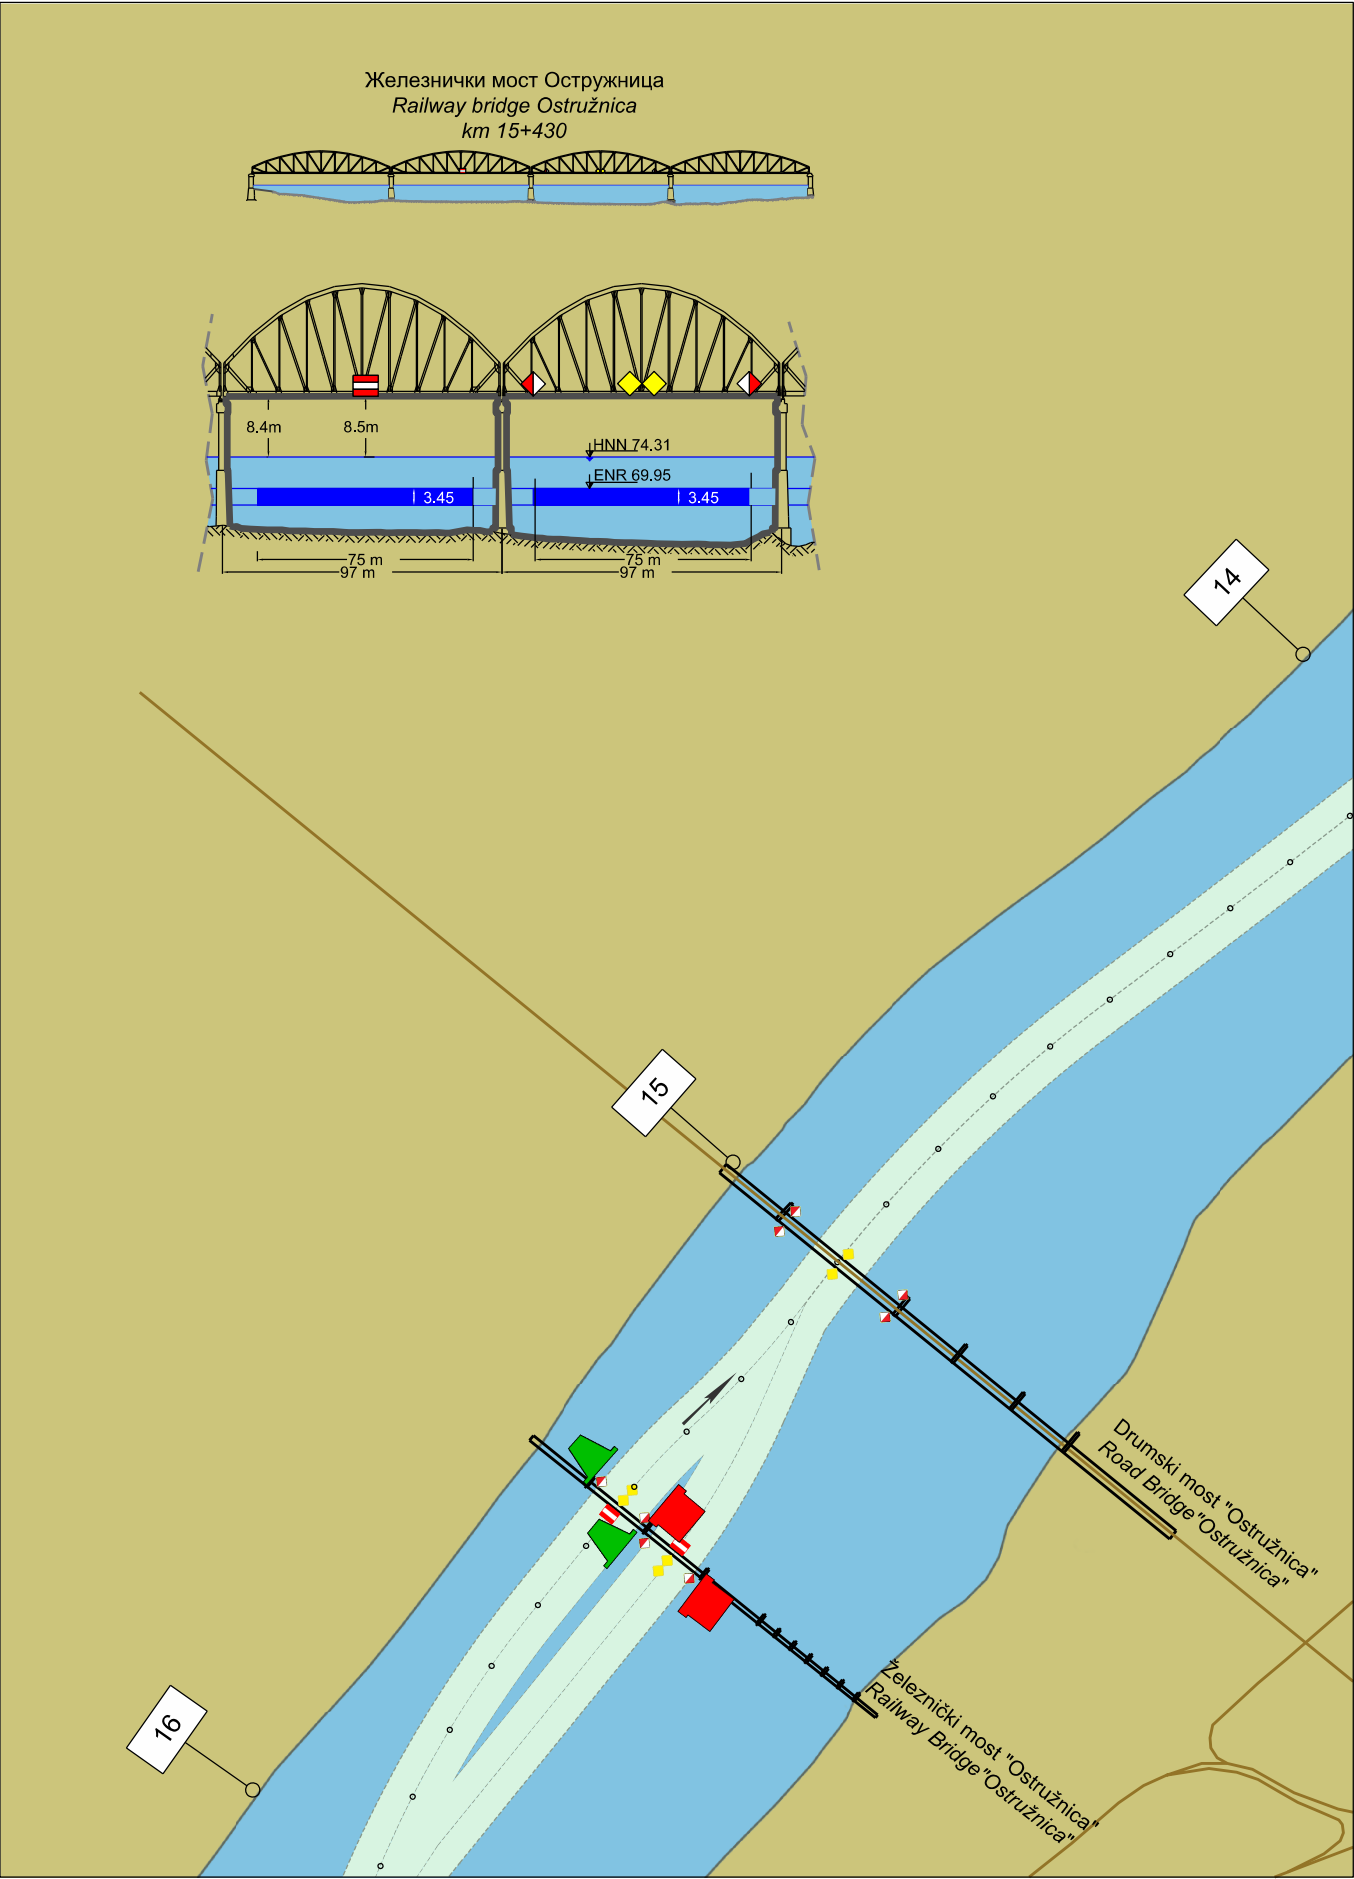 Железнички мост Остружница
Railway bridge Ostružnica
km 15+430
8.4m
8.5m
HNN 74.31
ENR 69.95
3.45
3.45
75 m
75 m
97 m
97 m
14
15
Drumski most "Ostružnica"
Road Bridge"Ostružnica"
16
Železnički most "Ostružnica"
Railway Bridge"Ostružnica"